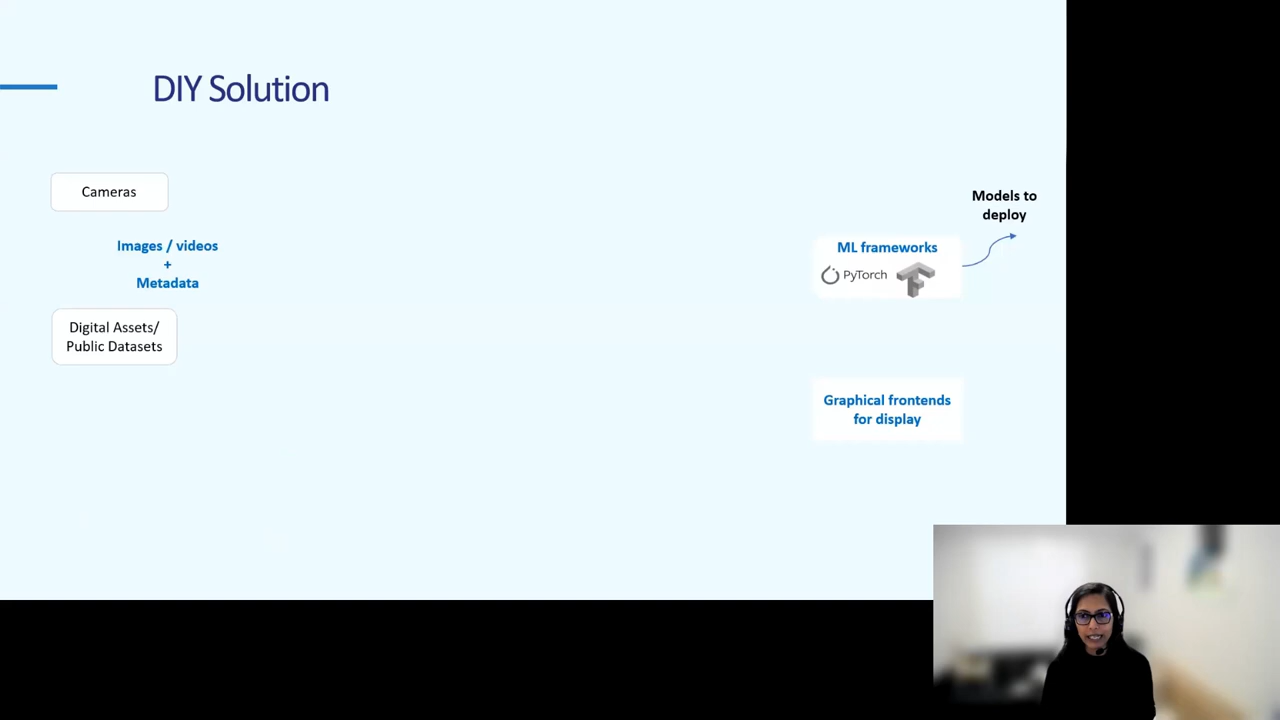 DIY Solution
Cameras
Images / videos
+
Metadata
Digital Assets/
Public Datasets
Models to
deploy
ML frameworks
PyTorch
Graphical frontends
for display